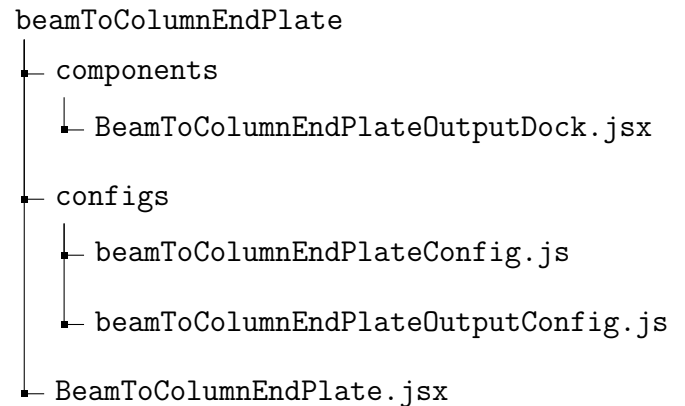 beamToColumnEndPlate
components
BeamToColumnEndPlateOutputDock.jsx
configs
beamToColumnEndPlateConfig.js
beamToColumnEndPlateOutputConfig.js
BeamToColumnEndPlate.jsx